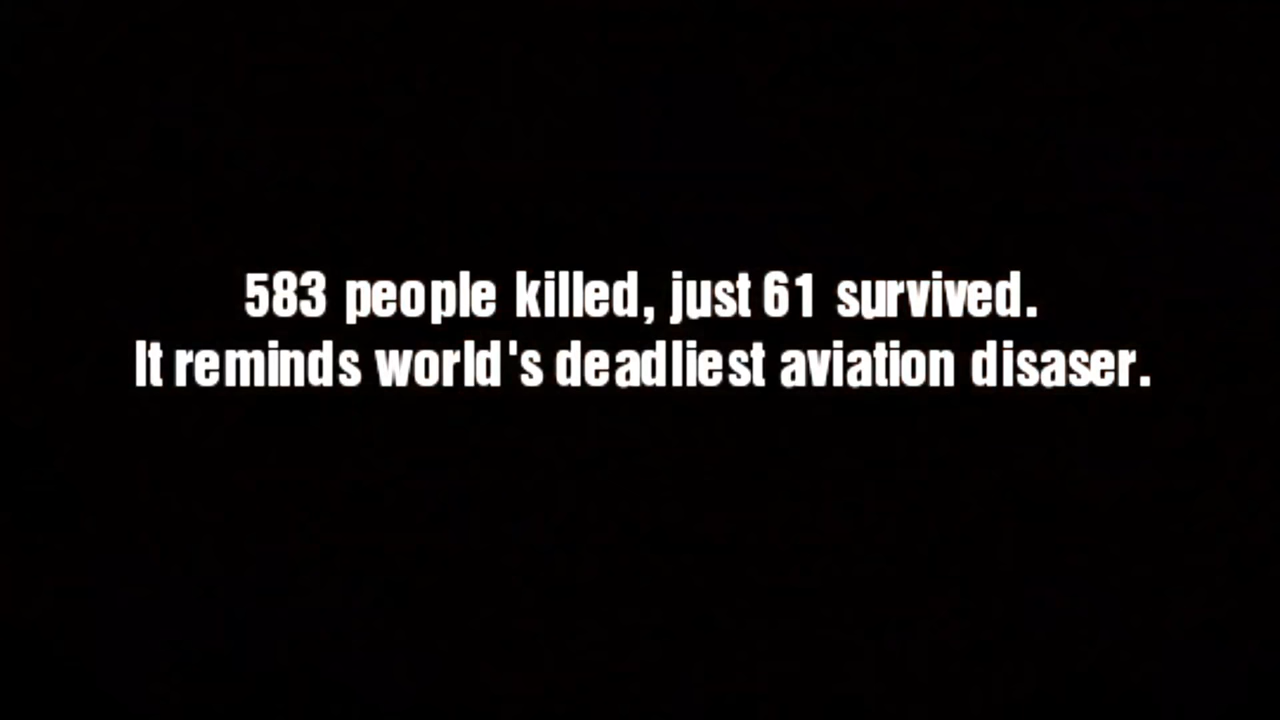 583 people killed, just 61 survived.
It reminds world's deadliest aviation disaser.